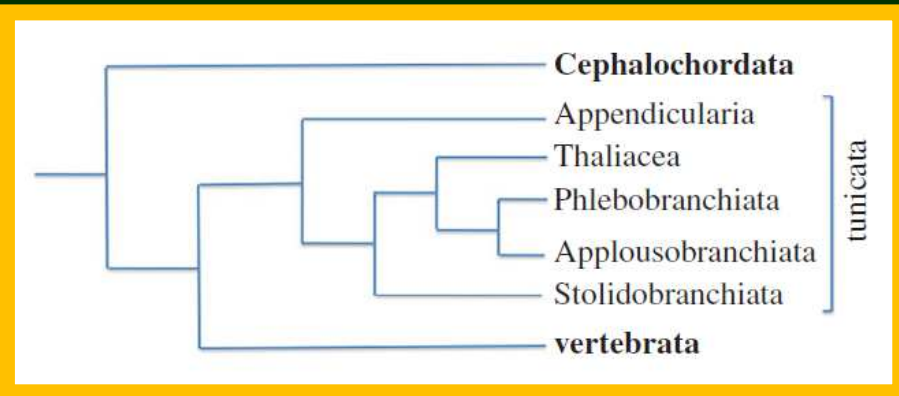 Cephalochordata
Appendicularia
Thaliacea
Phlebobranchiata
Applousobranchiata
Stolidobranchiata
vertebrata
tunicata